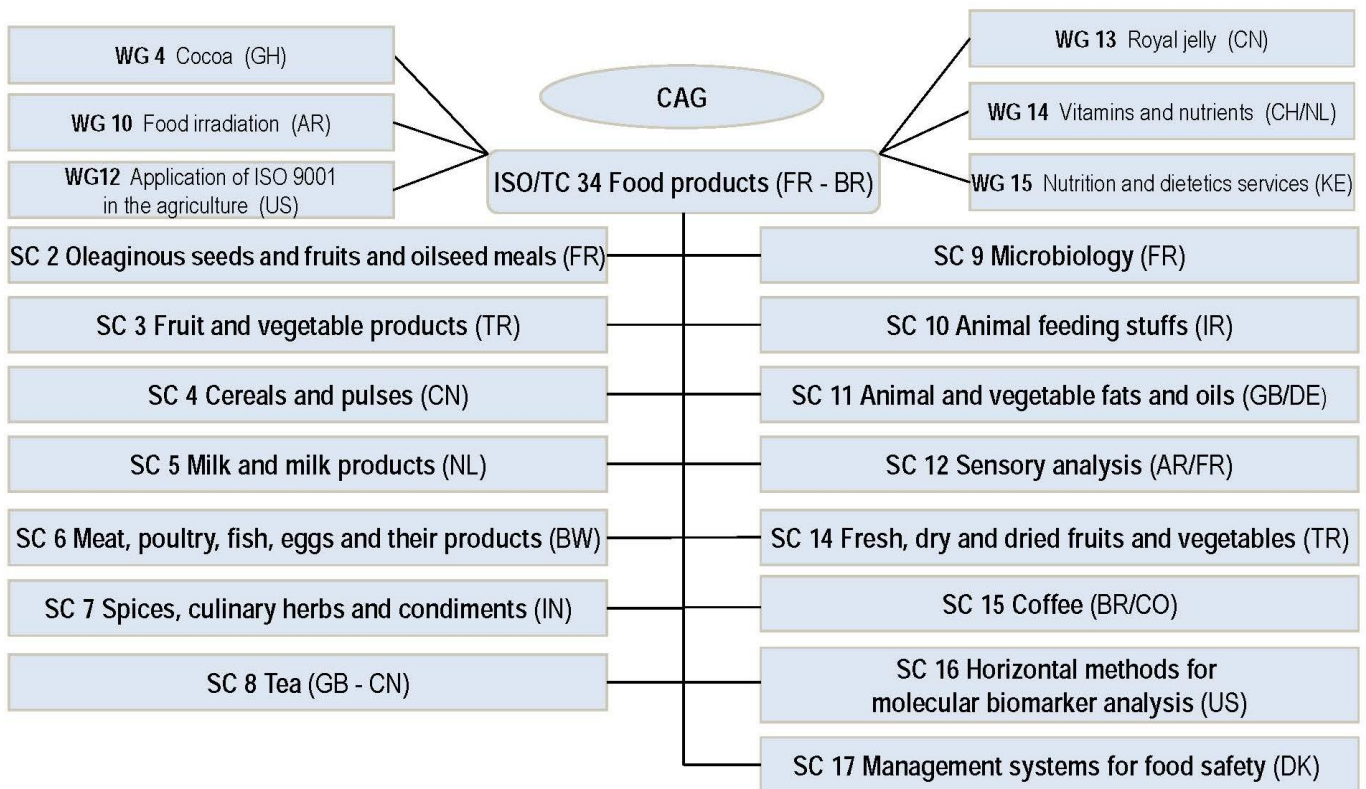 WG 4 Cocoa (GH)
WG 10 Food irradiation (AR)
WG12 Application of ISO 9001
in the agriculture (US)
CAG
ISO/TC 34 Food products (FR - BR)
WG 13 Royal jelly (CN)
WG 14 Vitamins and nutrients (CH/NL)
WG 15 Nutrition and dietetics services (KE)
SC 2 Oleaginous seeds and fruits and oilseed meals (FR)
SC 3 Fruit and vegetable products (TR)
SC 4 Cereals and pulses (CN)
SC 5 Milk and milk products (NL)
SC 6 Meat, poultry, fish, eggs and their products (BW)
SC 7 Spices, culinary herbs and condiments (IN)
SC 8 Tea (GB - CN)
SC 9 Microbiology (FR)
SC 10 Animal feeding stuffs (IR)
SC 11 Animal and vegetable fats and oils (GB/DE)
SC 12 Sensory analysis (AR/FR)
SC 14 Fresh, dry and dried fruits and vegetables (TR)
SC 15 Coffee (BR/CO)
SC 16 Horizontal methods for
molecular biomarker analysis (US)
SC 17 Management systems for food safety (DK)